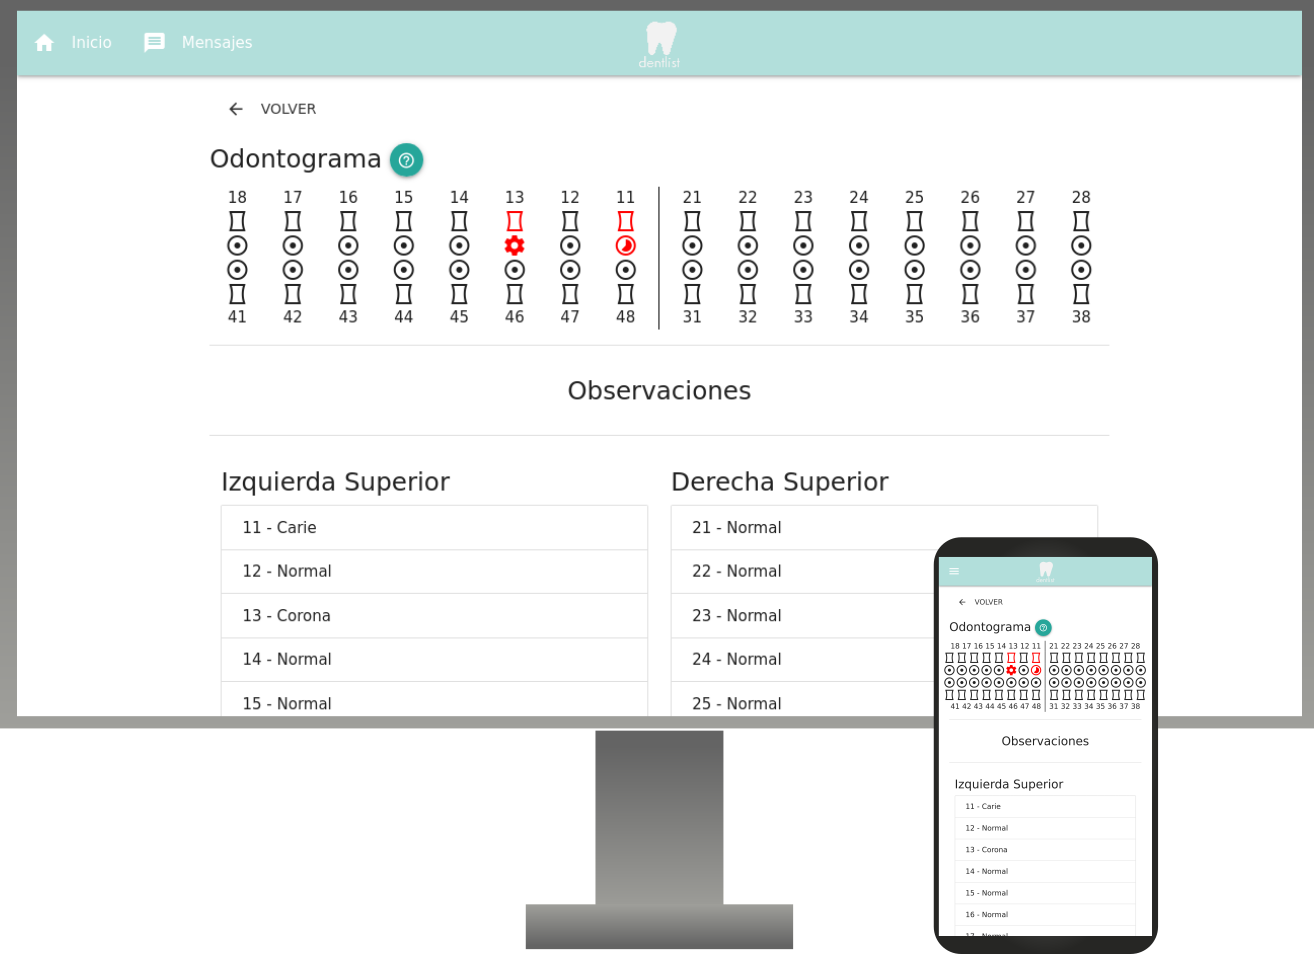 Inicio Mensajes
dentlist
VOLVER
Odontograma
18 17 16 15 14 13 12 11 21 22 23 24 25 26 27 28
41 42 43 44 45 46 47 48 31 32 33 34 35 36 37 38
Observaciones
Izquierda Superior
11 - Carie
12 - Normal
13 - Corona
14 - Normal
15 - Normal
Derecha Superior
21 - Normal
22 - Normal
23 - Normal
24 - Normal
25 - Normal
dentlist
VOLVER
Odontograma
18 17 16 15 14 13 12 11 21 22 23 24 25 26 27 28
41 42 43 44 45 46 47 48 31 32 33 34 35 36 37 38
Observaciones
Izquierda Superior
11 - Carie
12 - Normal
13 - Corona
14 - Normal
15 - Normal
16 - Normal
17 - Normal